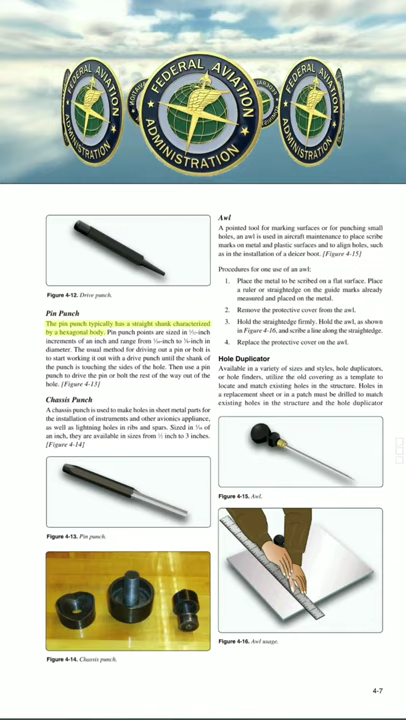 FEDERAL AVIATION
ADMINISTRATION
FEDERAL AVIATION
ADMINISTRATION
FEDERAL AVIATION
ADMINISTRATION
Figure 4-12. Drive punch.
Pin Punch
The pin punch typically has a straight shank characterized
by a hexagonal body. Pin punch points are sized in 1⁄32-inch
increments of an inch and range from
diameter. The usual method for driving out a pin or bolt is
to start working it out with a drive punch until the shank of
the punch is touching the sides of the hole. Then use a pin
punch to drive the pin or bolt the rest of the way out of the
hole. [Figure 4-13]
Chassis Punch
A chassis punch is used to make holes in sheet metal parts for
the installation of instruments and other avionics appliance,
as well as lightning holes in ribs and spars. Sized in 1⁄16 of
an inch, they are available in sizes from 1⁄2 inch to 3 inches.
[Figure 4-14]
Figure 4-13. Pin punch.
Figure 4-14. Chassis punch.
Awl
A pointed tool for marking surfaces or for punching small
holes, an awl is used in aircraft maintenance to place scribe
marks on metal and plastic surfaces and to align holes, such
as in the installation of a deicer boot. [Figure 4-15]
Procedures for one use of an awl:
1. Place the metal to be scribed on a flat surface. Place
a ruler or straightedge on the guide marks already
measured and placed on the metal.
2. Remove the protective cover from the awl.
3. Hold the straightedge firmly. Hold the awl, as shown
in Figure 4-16, and scribe a line along the straightedge.
4. Replace the protective cover on the awl.
Hole Duplicator
Available in a variety of sizes and styles, hole duplicators,
or hole finders, utilize the old covering as a template to
locate and match existing holes in the structure. Holes in
a replacement sheet or in a patch must be drilled to match
existing holes in the structure and the hole duplicator
Figure 4-15. Awl.
Figure 4-16. Awl usage.
4-7